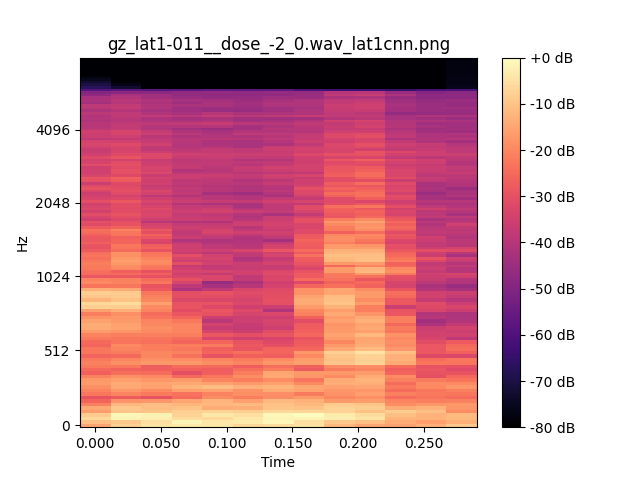 gz_lat1-011__dose_-2_0.wav_lat1cnn.png
4096
2048
1024
512
0
Hz
0.000
0.050
0.100
0.150
0.200
0.250
Time
+0 dB
-10 dB
-20 dB
-30 dB
-40 dB
-50 dB
-60 dB
-70 dB
-80 dB